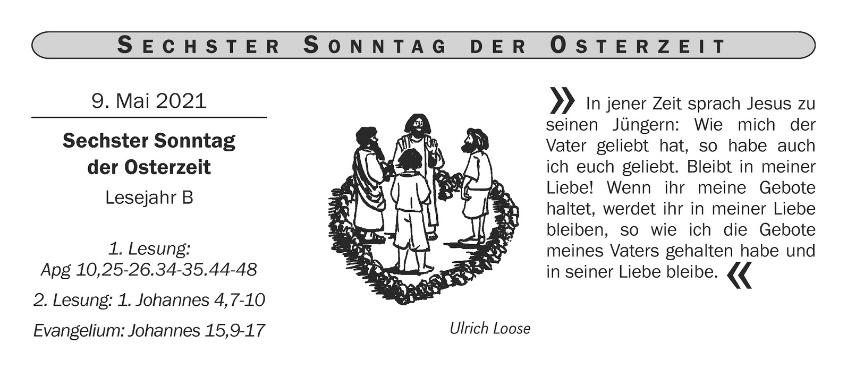 SECHSTER SONNTAG DER OSTERZEIT
9. Mai 2021
Sechster Sonntag
der Osterzeit
Lesejahr B
1. Lesung:
Apg 10,25-26.34-35.44-48
2. Lesung: 1. Johannes 4,7-10
Evangelium: Johannes 15,9-17
Ulrich Loose
» In jener Zeit sprach Jesus zu
seinen Jüngern: Wie mich der
Vater geliebt hat, so habe auch
ich euch geliebt. Bleibt in meiner
Liebe! Wenn ihr meine Gebote
haltet, werdet ihr in meiner Liebe
bleiben, so wie ich die Gebote
meines Vaters gehalten habe und
in seiner Liebe bleibe. «